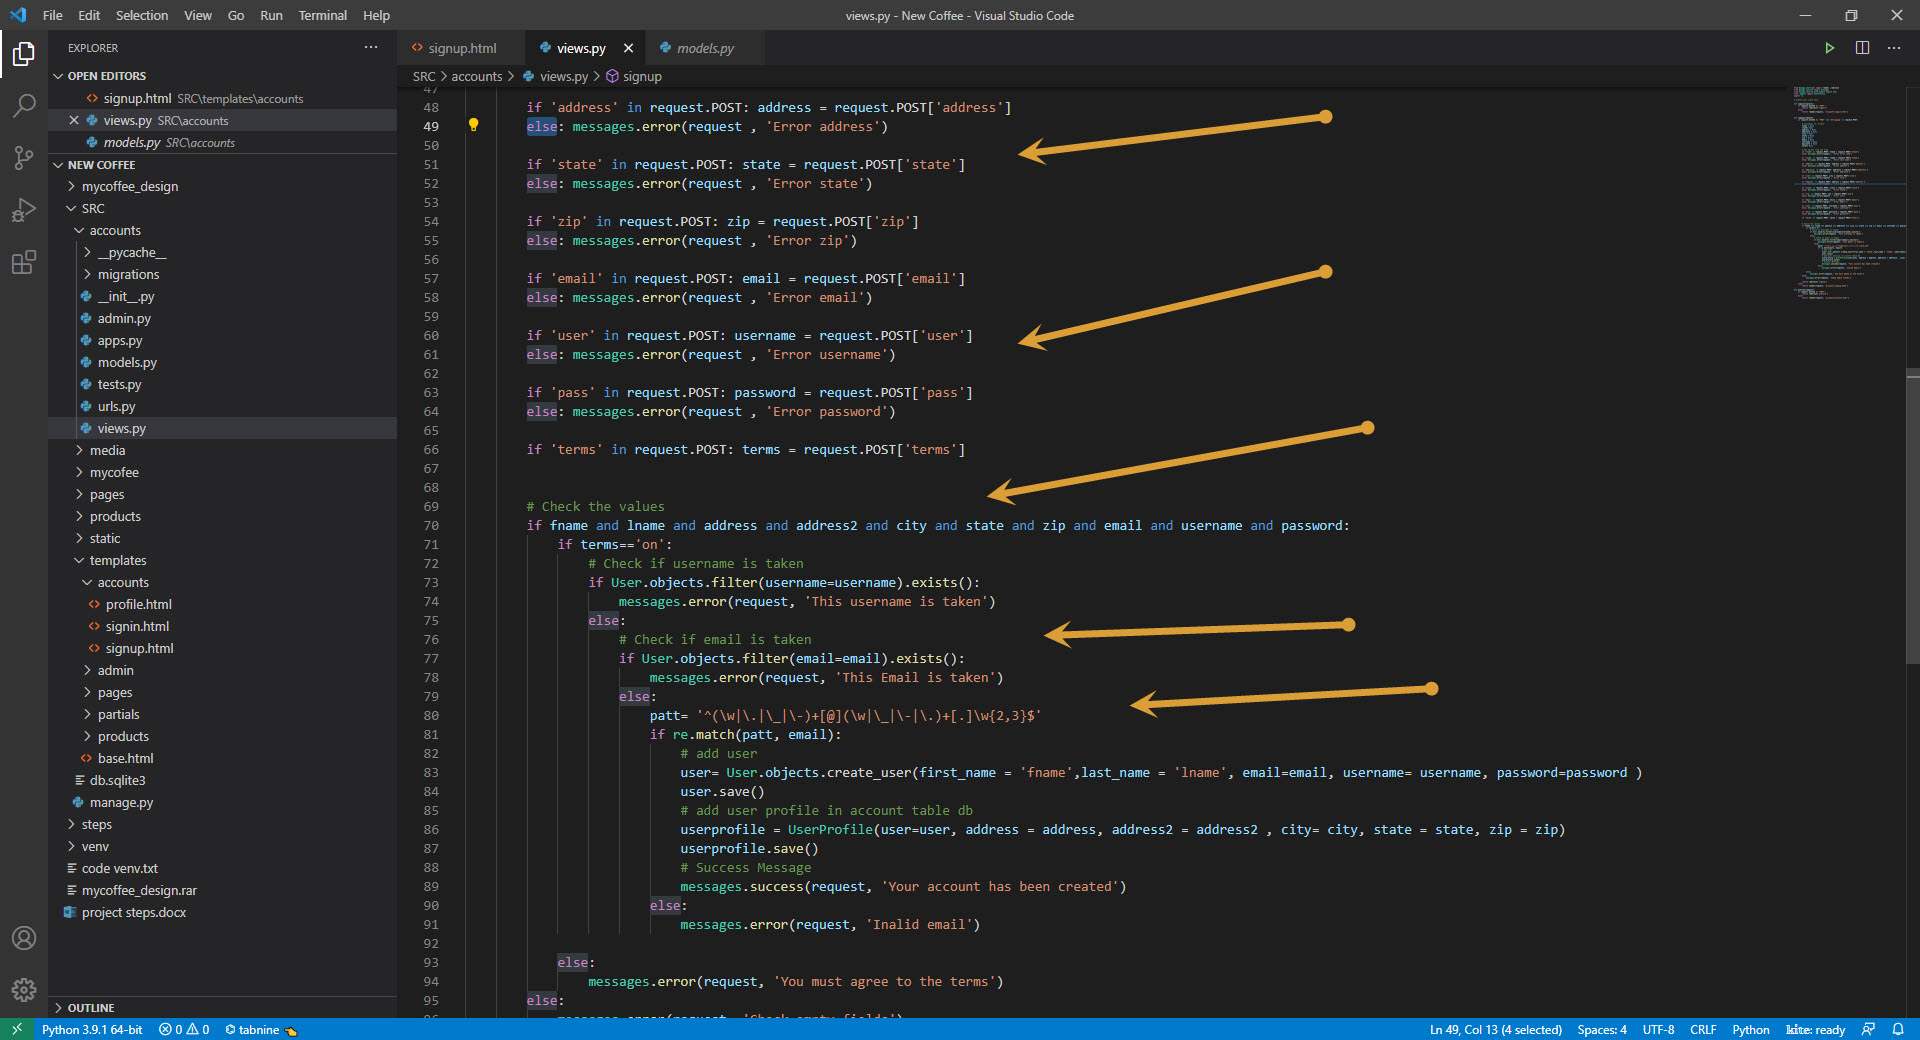 File Edit Selection View Go Run Terminal Help
views.py - New Coffee - Visual Studio Code
EXPLORER
OPEN EDITORS
signup.html SRC\templates\accounts
views.py SRC\accounts
models.py SRC\accounts
NEW COFFEE
mycoffee_design
SRC
accounts
__pycache__
migrations
__init__.py
admin.py
apps.py
models.py
tests.py
urls.py
views.py
media
mycofee
pages
products
static
templates
accounts
profile.html
signin.html
signup.html
admin
pages
partials
products
base.html
db.sqlite3
manage.py
steps
venv
code venv.txt
mycoffee_design.rar
project steps.docx
OUTLINE
signup.html views.py models.py
SRC > accounts > views.py > signup
47
48 if 'address' in request.POST: address = request.POST['address']
49 else: messages.error(request , 'Error address')
50
51 if 'state' in request.POST: state = request.POST['state']
52 else: messages.error(request , 'Error state')
53
54 if 'zip' in request.POST: zip = request.POST['zip']
55 else: messages.error(request , 'Error zip')
56
57 if 'email' in request.POST: email = request.POST['email']
58 else: messages.error(request , 'Error email')
59
60 if 'user' in request.POST: username = request.POST['user']
61 else: messages.error(request , 'Error username')
62
63 if 'pass' in request.POST: password = request.POST['pass']
64 else: messages.error(request , 'Error password')
65
66 if 'terms' in request.POST: terms = request.POST['terms']
67
68
69 # Check the values
70 if fname and lname and address and address2 and city and state and zip and email and username and password:
71 if terms=='on':
72 # Check if username is taken
73 if User.objects.filter(username=username).exists():
74 messages.error(request, 'This username is taken')
75 else:
76 # Check if email is taken
77 if User.objects.filter(email=email).exists():
78 messages.error(request, 'This Email is taken')
79 else:
80 patt= '^(\w|\.|\_|\-)+[@](\w|\_|\-|\.)+[.]\w{2,3}$'
81 if re.match(patt, email):
82 # add user
83 user= User.objects.create_user(first_name = 'fname',last_name = 'lname', email=email, username= username, password=password )
84 user.save()
85 # add user profile in account table db
86 userprofile = UserProfile(user=user, address = address, address2 = address2 , city= city, state = state, zip = zip)
87 userprofile.save()
88 # Success Message
89 messages.success(request, 'Your account has been created')
90 else:
91 messages.error(request, 'Inalid email')
92
93 else:
94 messages.error(request, 'You must agree to the terms')
95 else:
96 messages.error(request, 'Check empty fields')
Python 3.9.1 64-bit 0 0 tabnine
Ln 49, Col 13 (4 selected) Spaces: 4 UTF-8 CRLF Python kite: ready